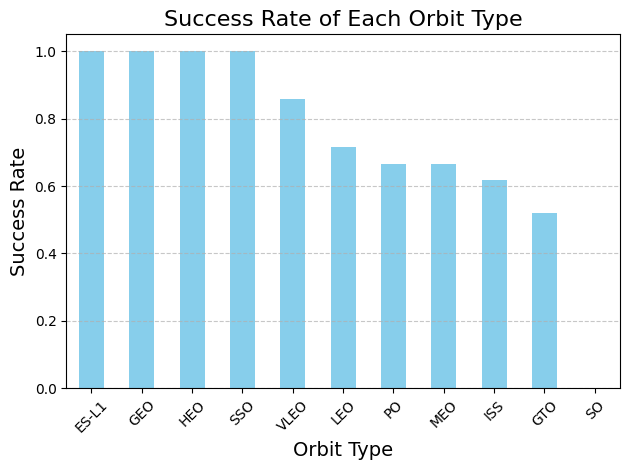 Success Rate of Each Orbit Type
Success Rate
1.0
0.8
0.6
0.4
0.2
0.0
ES-L1
GEO
HEO
SSO
VLEO
LEO
PO
MEO
ISS
GTO
SO
Orbit Type